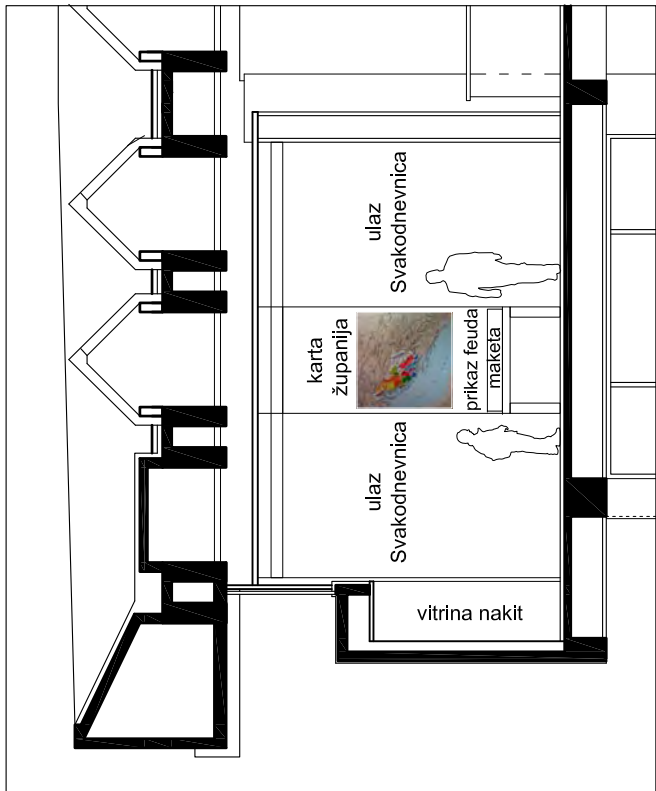 vitrina nakit
ulaz
Svakodnevnica
karta
županija
prikaz feuda
maketa
ulaz
Svakodnevnica